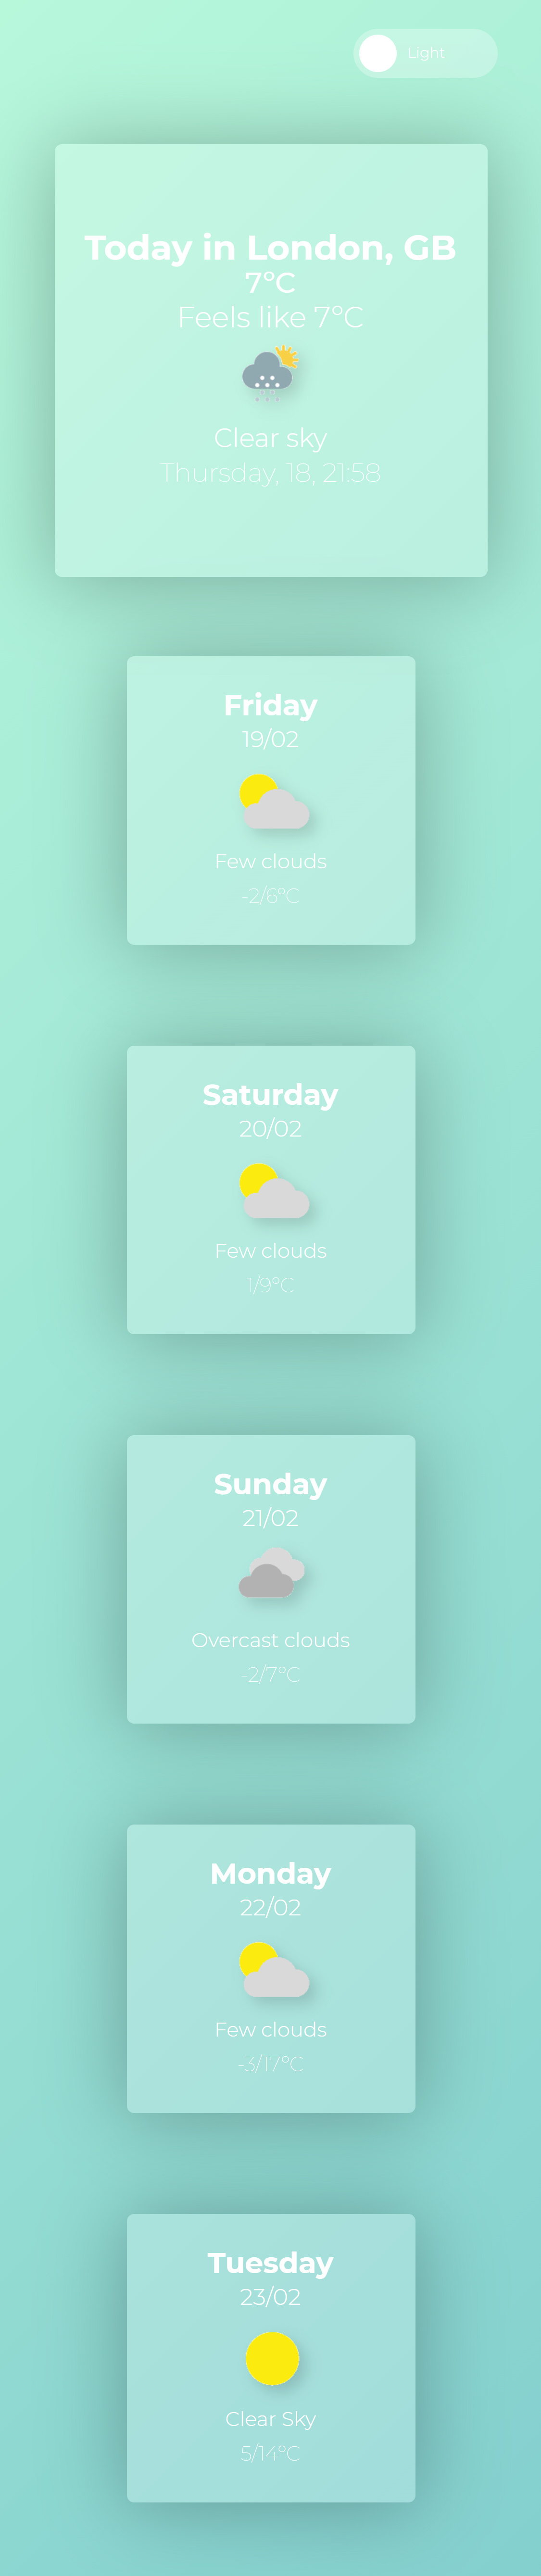 Light
Today in London, GB
7°C
Feels like 7°C
Clear sky
Thursday, 18, 21:58
Friday
19/02
Few clouds
-2/6°C
Saturday
20/02
Few clouds
1/9°C
Sunday
21/02
Overcast clouds
-2/7°C
Monday
22/02
Few clouds
-3/17°C
Tuesday
23/02
Clear Sky
5/14°C